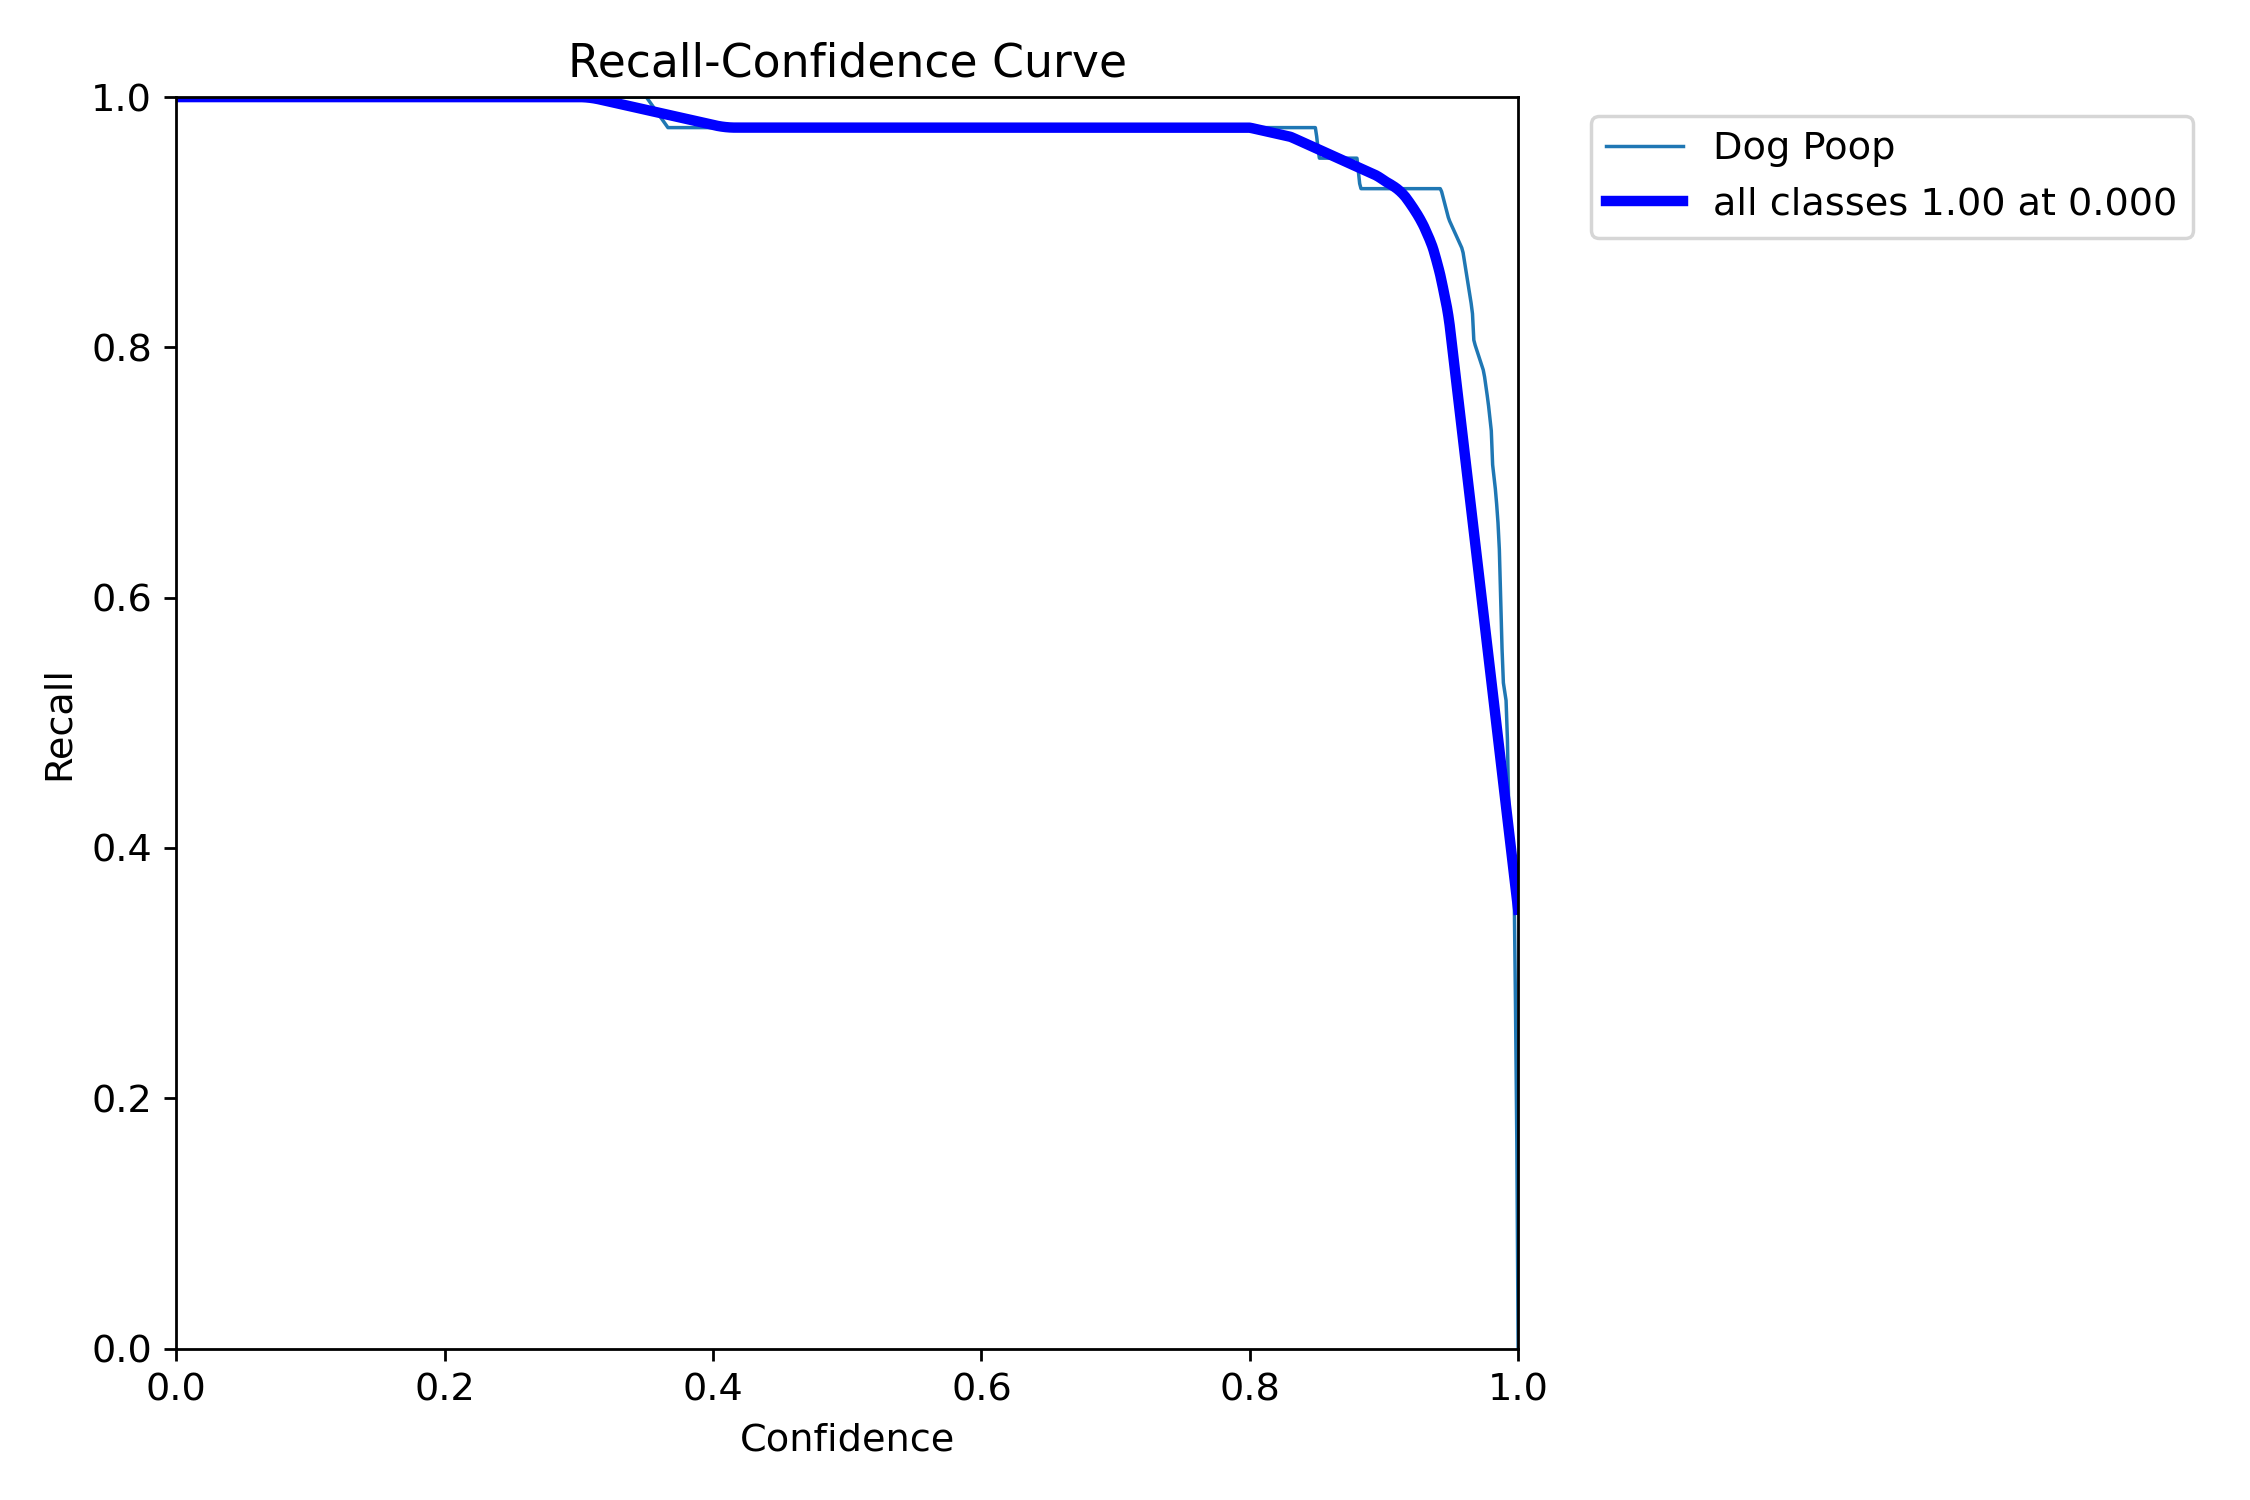 Recall-Confidence Curve
1.0
0.8
0.6
0.4
0.2
0.0
Recall
0.0 0.2 0.4 0.6 0.8 1.0
Confidence
Dog Poop
all classes 1.00 at 0.000